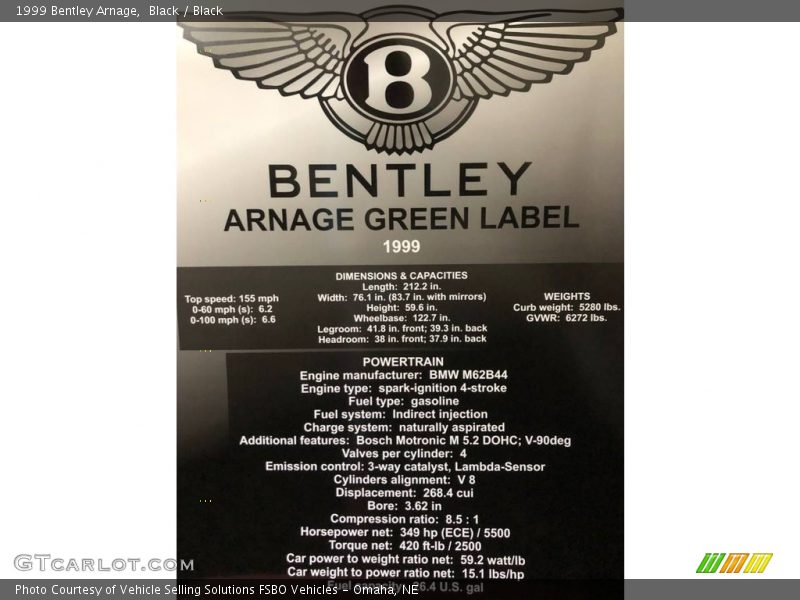 1999 Bentley Arnage, Black / Black
B
BENTLEY
ARNAGE GREEN LABEL
1999
Top speed: 155 mph
0-60 mph (s): 6.2
0-100 mph (s): 6.6
DIMENSIONS & CAPACITIES
Length: 212.2 in.
Width: 76.1 in. (83.7 in. with mirrors)
Height: 59.6 in.
Wheelbase: 122.7 in.
Legroom: 41.8 in. front; 39.3 in. back
Headroom: 38 in. front; 37.9 in. back
WEIGHTS
Curb weight: 5280 lbs.
GVWR: 6272 lbs.
POWERTRAIN
Engine manufacturer: BMW M62B44
Engine type: spark-ignition 4-stroke
Fuel type: gasoline
Fuel system: Indirect injection
Charge system: naturally aspirated
Additional features: Bosch Motronic M 5.2 DOHC; V-90deg
Valves per cylinder: 4
Emission control: 3-way catalyst, Lambda-Sensor
Cylinders alignment: V 8
Displacement: 268.4 cui
Bore: 3.62 in
Compression ratio: 8.5 : 1
Horsepower net: 349 hp (ECE) / 5500
Torque net: 420 ft-lb / 2500
Car power to weight ratio net: 59.2 watt/lb
Car weight to power ratio net: 15.1 lbs/hp
Fuel capacity: 6.4 U.S. gal
GTcarlot.com
Photo Courtesy of Vehicle Selling Solutions FSBO Vehicles - Omaha, NE